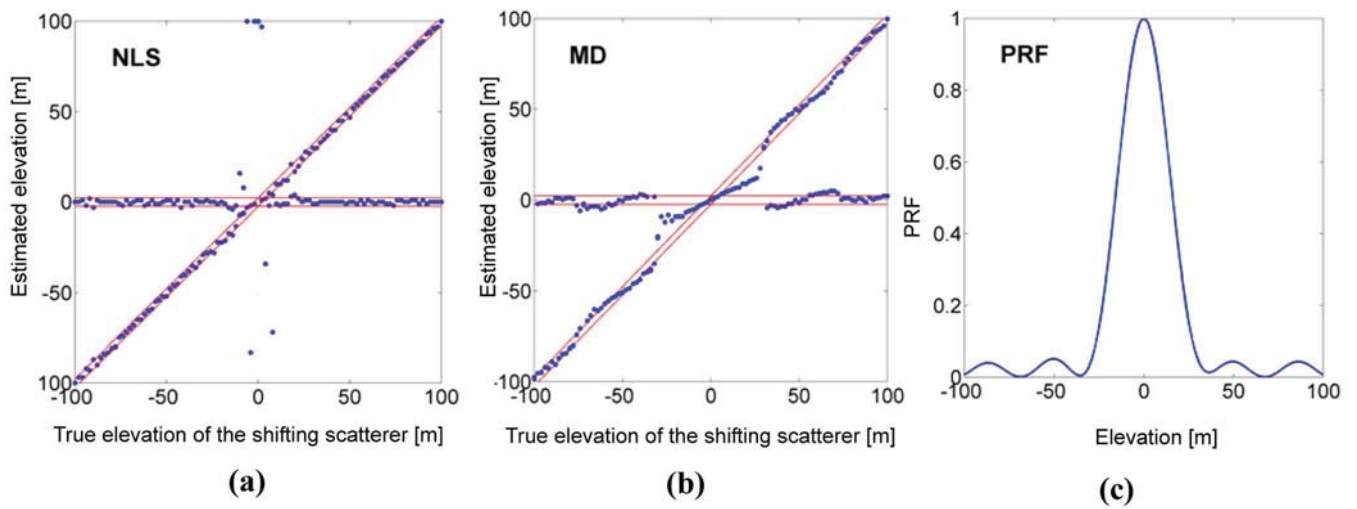 100
50
0
-50
100
-100
-50
0
50
100
NLS
Estimated elevation [m]
True elevation of the shifting scatterer [m]
(a)
100
50
0
-50
-100
-100
-50
0
50
100
MD
Estimated elevation [m]
True elevation of the shifting scatterer [m]
(b)
1
0.8
0.6
0.4
0.2
0
-100
-50
0
50
100
PRF
PRF
Elevation [m]
(c)